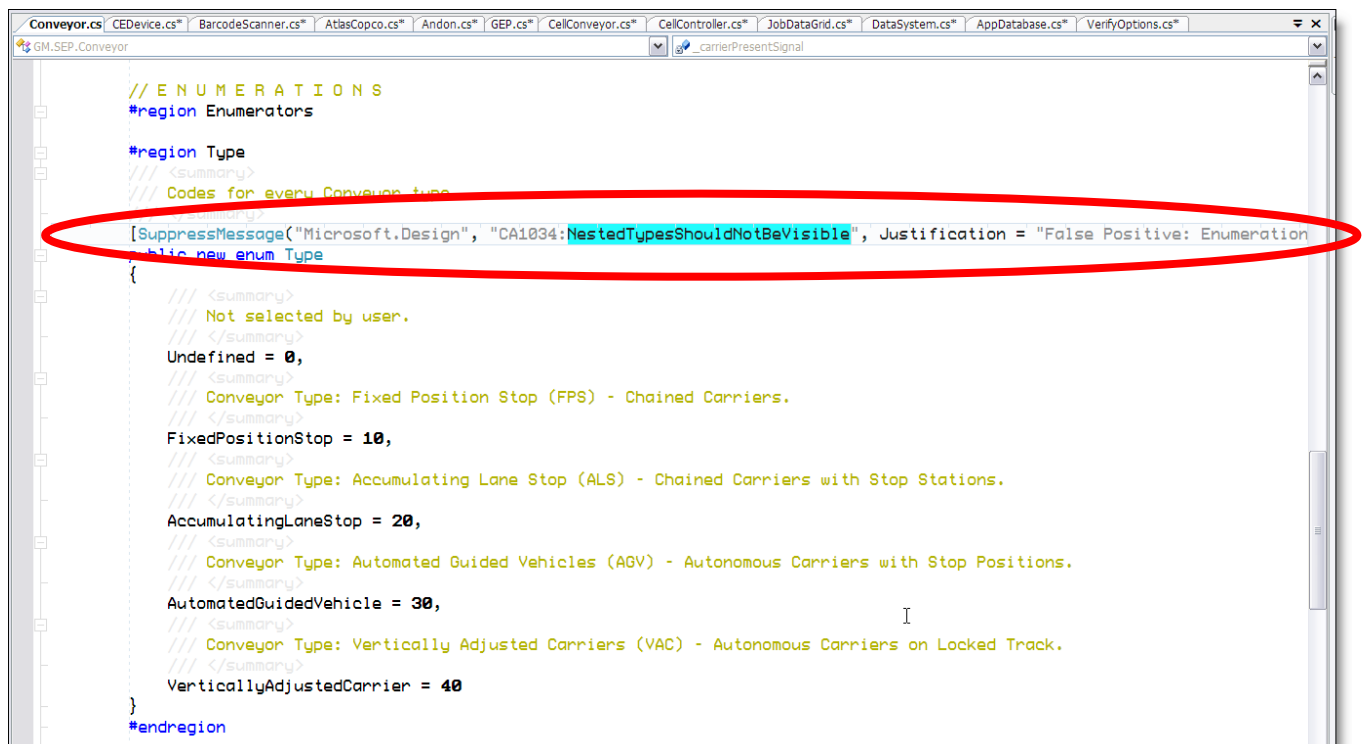 Conveyor.cs CEDevice.cs* BarcodeScanner.cs* AtlasCopco.cs* Andon.cs* GEP.cs* CellConveyor.cs* CellController.cs* JobDataGrid.cs* DataSystem.cs* AppDatabase.cs* VerifyOptions.cs*
GM.SEP.Conveyor _carrierPresentSignal
// E N U M E R A T I O N S
#region Enumerators
#region Type
/// <summary>
/// Codes for every Conveyor type
/// </summary>
[SuppressMessage("Microsoft.Design", "CA1034:NestedTypesShouldNotBeVisible", Justification = "False Positive: Enumeration
public new enum Type
{
/// <summary>
/// Not selected by user.
/// </summary>
Undefined = 0,
/// <summary>
/// Conveyor Type: Fixed Position Stop (FPS) - Chained Carriers.
/// </summary>
FixedPositionStop = 10,
/// <summary>
/// Conveyor Type: Accumulating Lane Stop (ALS) - Chained Carriers with Stop Stations.
/// </summary>
AccumulatingLaneStop = 20,
/// <summary>
/// Conveyor Type: Automated Guided Vehicles (AGV) - Autonomous Carriers with Stop Positions.
/// </summary>
AutomatedGuidedVehicle = 30,
/// <summary>
/// Conveyor Type: Vertically Adjusted Carriers (VAC) - Autonomous Carriers on Locked Track.
/// </summary>
VerticallyAdjustedCarrier = 40
}
#endregion